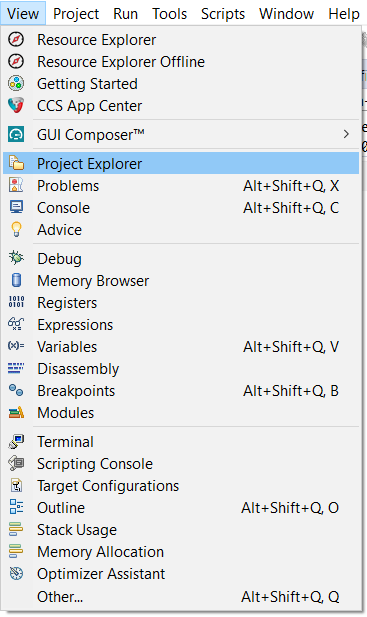 View Project Run Tools Scripts Window Help
Resource Explorer
Resource Explorer Offline
Getting Started
CCS App Center
GUI Composer™
Project Explorer
Problems Alt+Shift+Q, X
Console Alt+Shift+Q, C
Advice
Debug
Memory Browser
Registers
Expressions
Variables Alt+Shift+Q, V
Disassembly
Breakpoints Alt+Shift+Q, B
Modules
Terminal
Scripting Console
Target Configurations
Outline Alt+Shift+Q, O
Stack Usage
Memory Allocation
Optimizer Assistant
Other... Alt+Shift+Q, Q